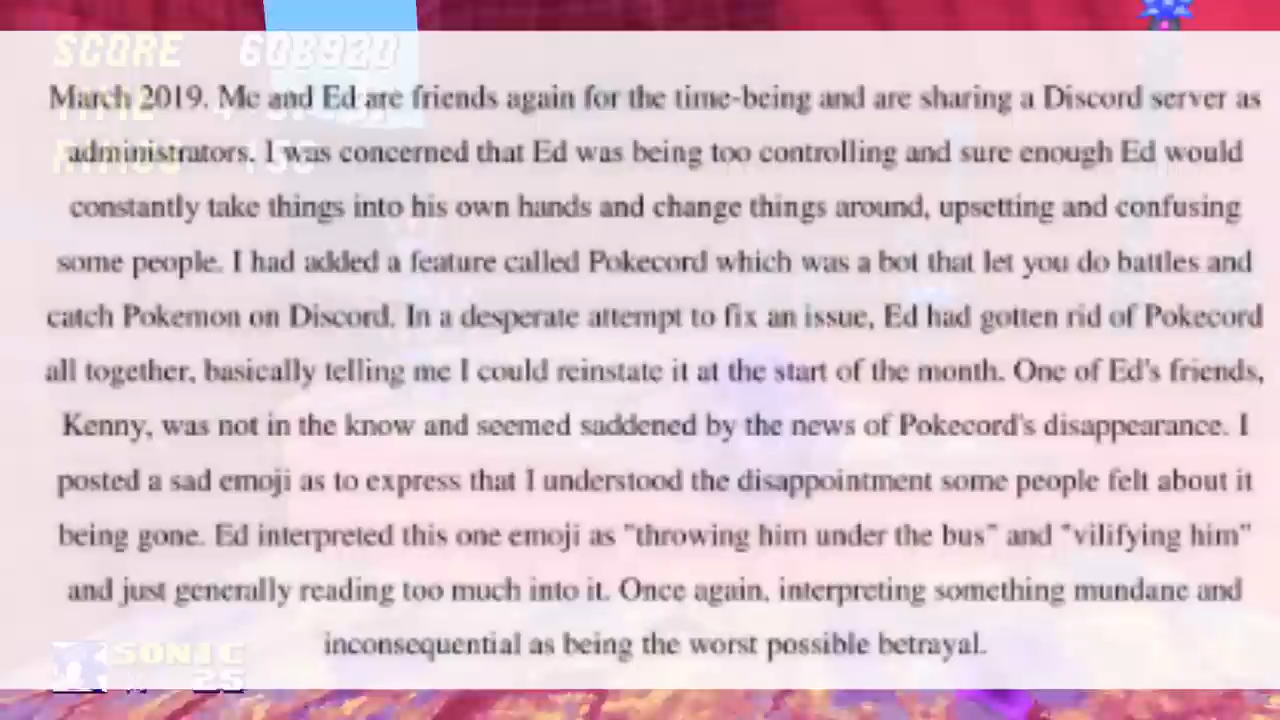 SCORE 608920
TIME
RINGS
March 2019. Me and Ed are friends again for the time-being and are sharing a Discord server as
administrators. I was concerned that Ed was being too controlling and sure enough Ed would
constantly take things into his own hands and change things around, upsetting and confusing
some people. I had added a feature called Pokecord which was a bot that let you do battles and
catch Pokemon on Discord. In a desperate attempt to fix an issue, Ed had gotten rid of Pokecord
all together, basically telling me I could reinstate it at the start of the month. One of Ed's friends,
Kenny, was not in the know and seemed saddened by the news of Pokecord's disappearance. I
posted a sad emoji as to express that I understood the disappointment some people felt about it
being gone. Ed interpreted this one emoji as "throwing him under the bus" and "vilifying him"
and just generally reading too much into it. Once again, interpreting something mundane and
inconsequential as being the worst possible betrayal.
SONIC
25